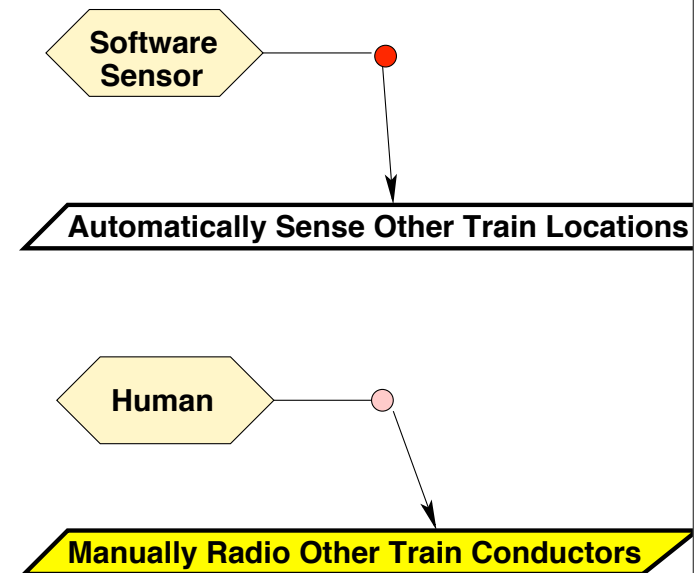 Software
Sensor
Automatically Sense Other Train Locations
Human
Manually Radio Other Train Conductors